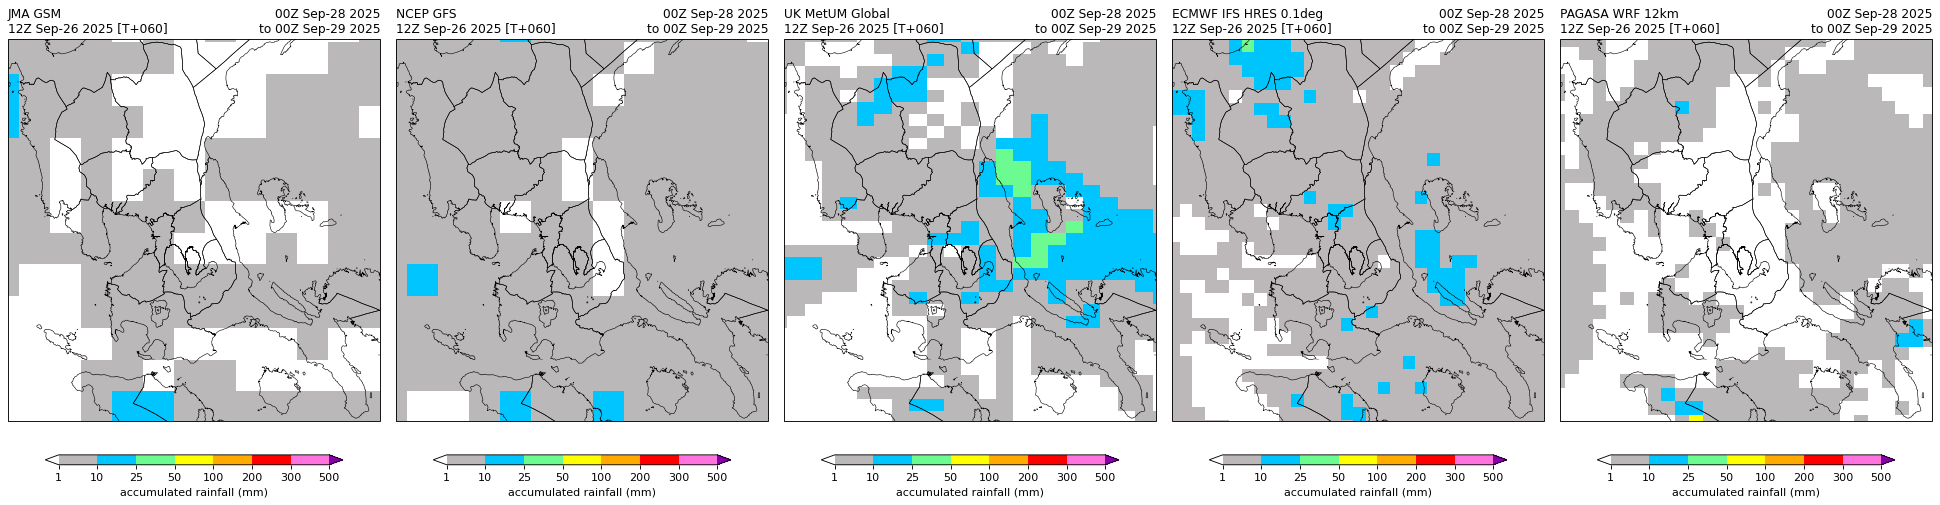 JMA GSM 00Z Sep-28 2025
12Z Sep-26 2025 [T+060] to 00Z Sep-29 2025
1 10 25 50 100 200 300 500
accumulated rainfall (mm)
NCEP GFS 00Z Sep-28 2025
12Z Sep-26 2025 [T+060] to 00Z Sep-29 2025
1 10 25 50 100 200 300 500
accumulated rainfall (mm)
UK MetUM Global 00Z Sep-28 2025
12Z Sep-26 2025 [T+060] to 00Z Sep-29 2025
1 10 25 50 100 200 300 500
accumulated rainfall (mm)
ECMWF IFS HRES 0.1deg 00Z Sep-28 2025
12Z Sep-26 2025 [T+060] to 00Z Sep-29 2025
1 10 25 50 100 200 300 500
accumulated rainfall (mm)
PAGASA WRF 12km 00Z Sep-28 2025
12Z Sep-26 2025 [T+060] to 00Z Sep-29 2025
1 10 25 50 100 200 300 500
accumulated rainfall (mm)